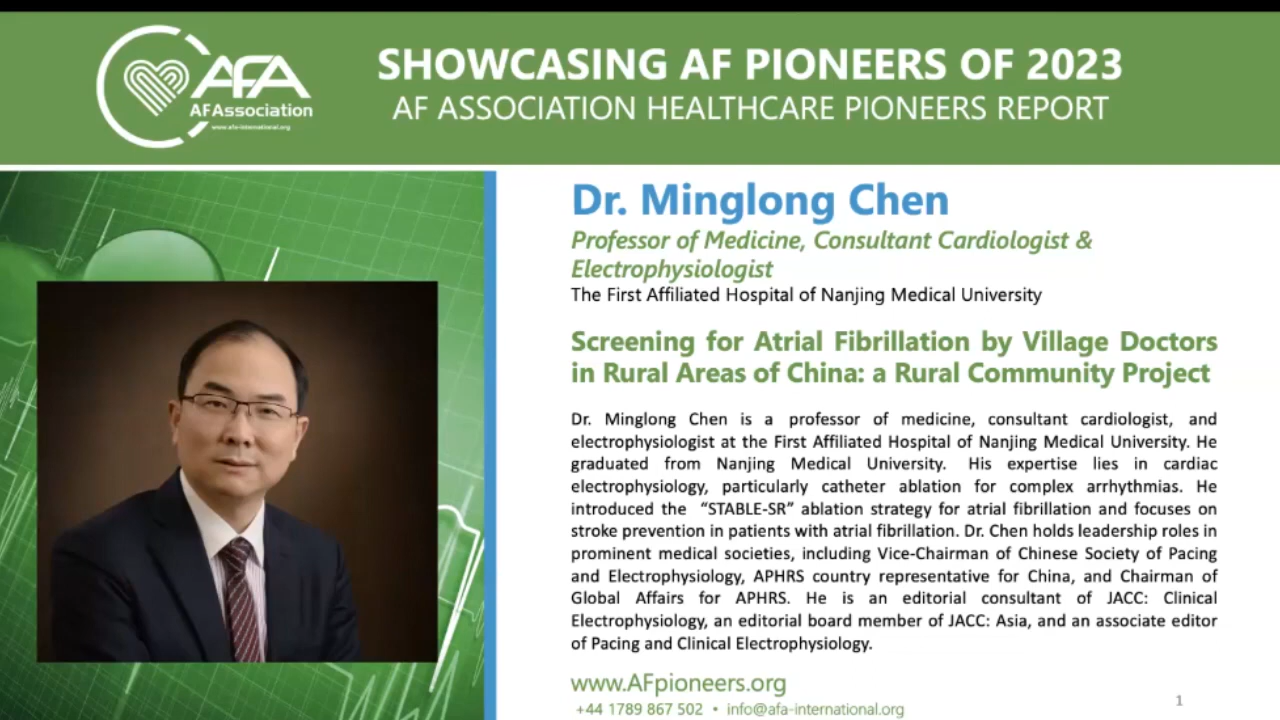 AFA
AFAssociation
www.afa-international.org
SHOWCASING AF PIONEERS OF 2023
AF ASSOCIATION HEALTHCARE PIONEERS REPORT
Dr. Minglong Chen
Professor of Medicine, Consultant Cardiologist &
Electrophysiologist
The First Affiliated Hospital of Nanjing Medical University
Screening for Atrial Fibrillation by Village Doctors
in Rural Areas of China: a Rural Community Project
Dr. Minglong Chen is a professor of medicine, consultant cardiologist, and
electrophysiologist at the First Affiliated Hospital of Nanjing Medical University. He
graduated from Nanjing Medical University. His expertise lies in cardiac
electrophysiology, particularly catheter ablation for complex arrhythmias. He
introduced the “STABLE-SR” ablation strategy for atrial fibrillation and focuses on
stroke prevention in patients with atrial fibrillation. Dr. Chen holds leadership roles in
prominent medical societies, including Vice-Chairman of Chinese Society of Pacing
and Electrophysiology, APHRS country representative for China, and Chairman of
Global Affairs for APHRS. He is an editorial consultant of JACC: Clinical
Electrophysiology, an editorial board member of JACC: Asia, and an associate editor
of Pacing and Clinical Electrophysiology.
www.AFpioneers.org
+44 1789 867 502 • info@afa-international.org
1